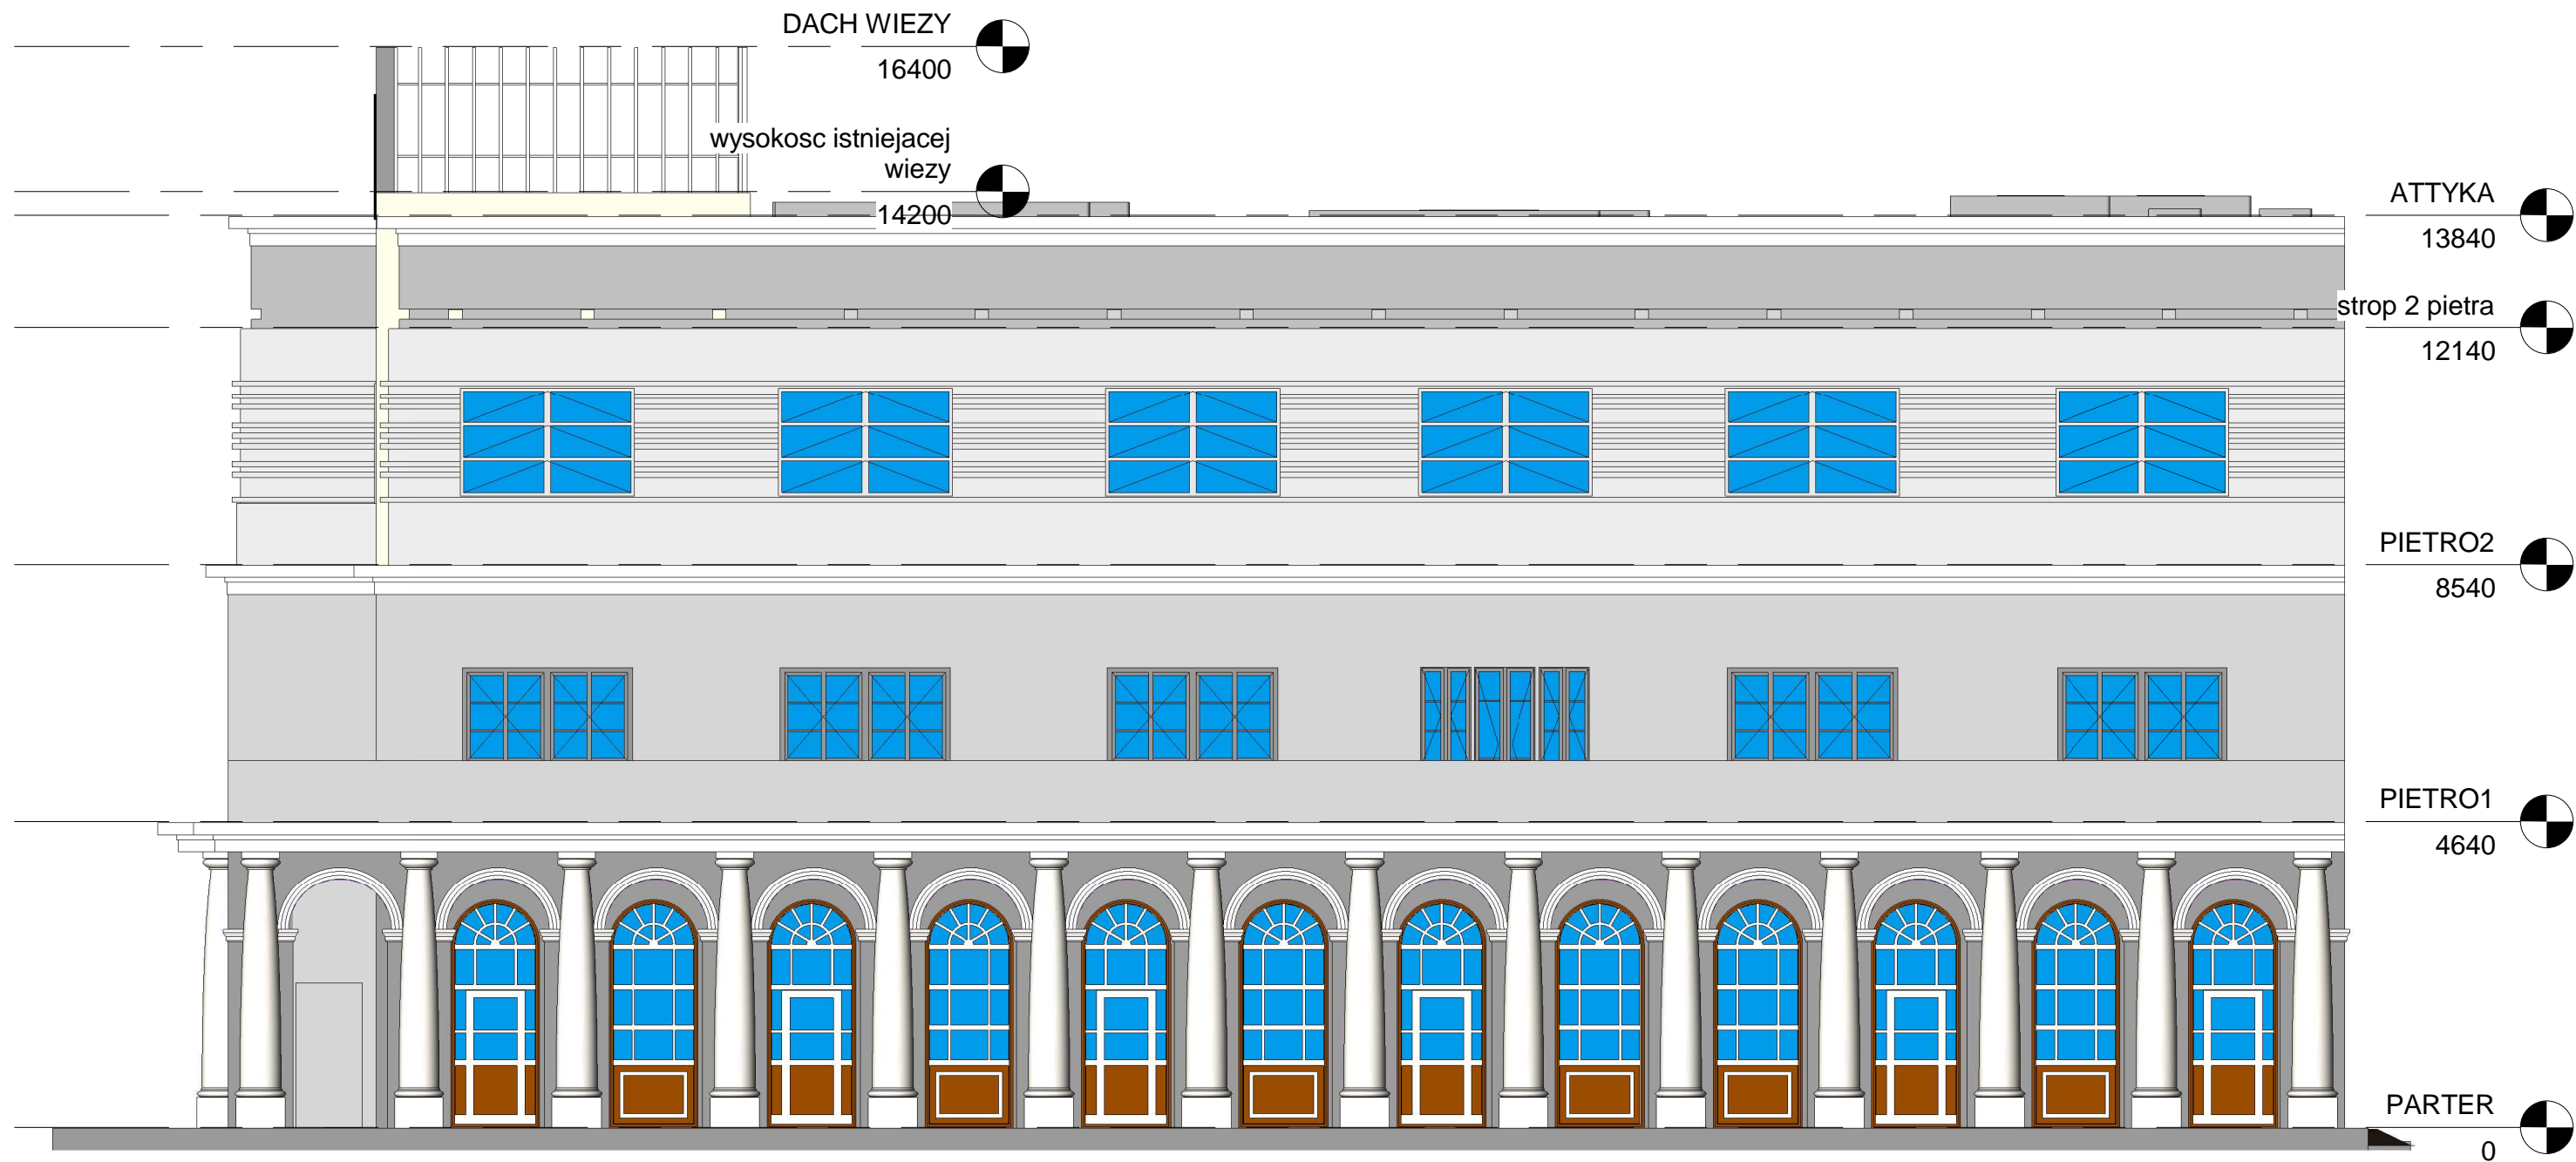 DACH WIEZY
16400
wysokosc istniejacej
wiezy
14200
ATTYKA
13840
strop 2 pietra
12140
PIETRO2
8540
PIETRO1
4640
PARTER
0